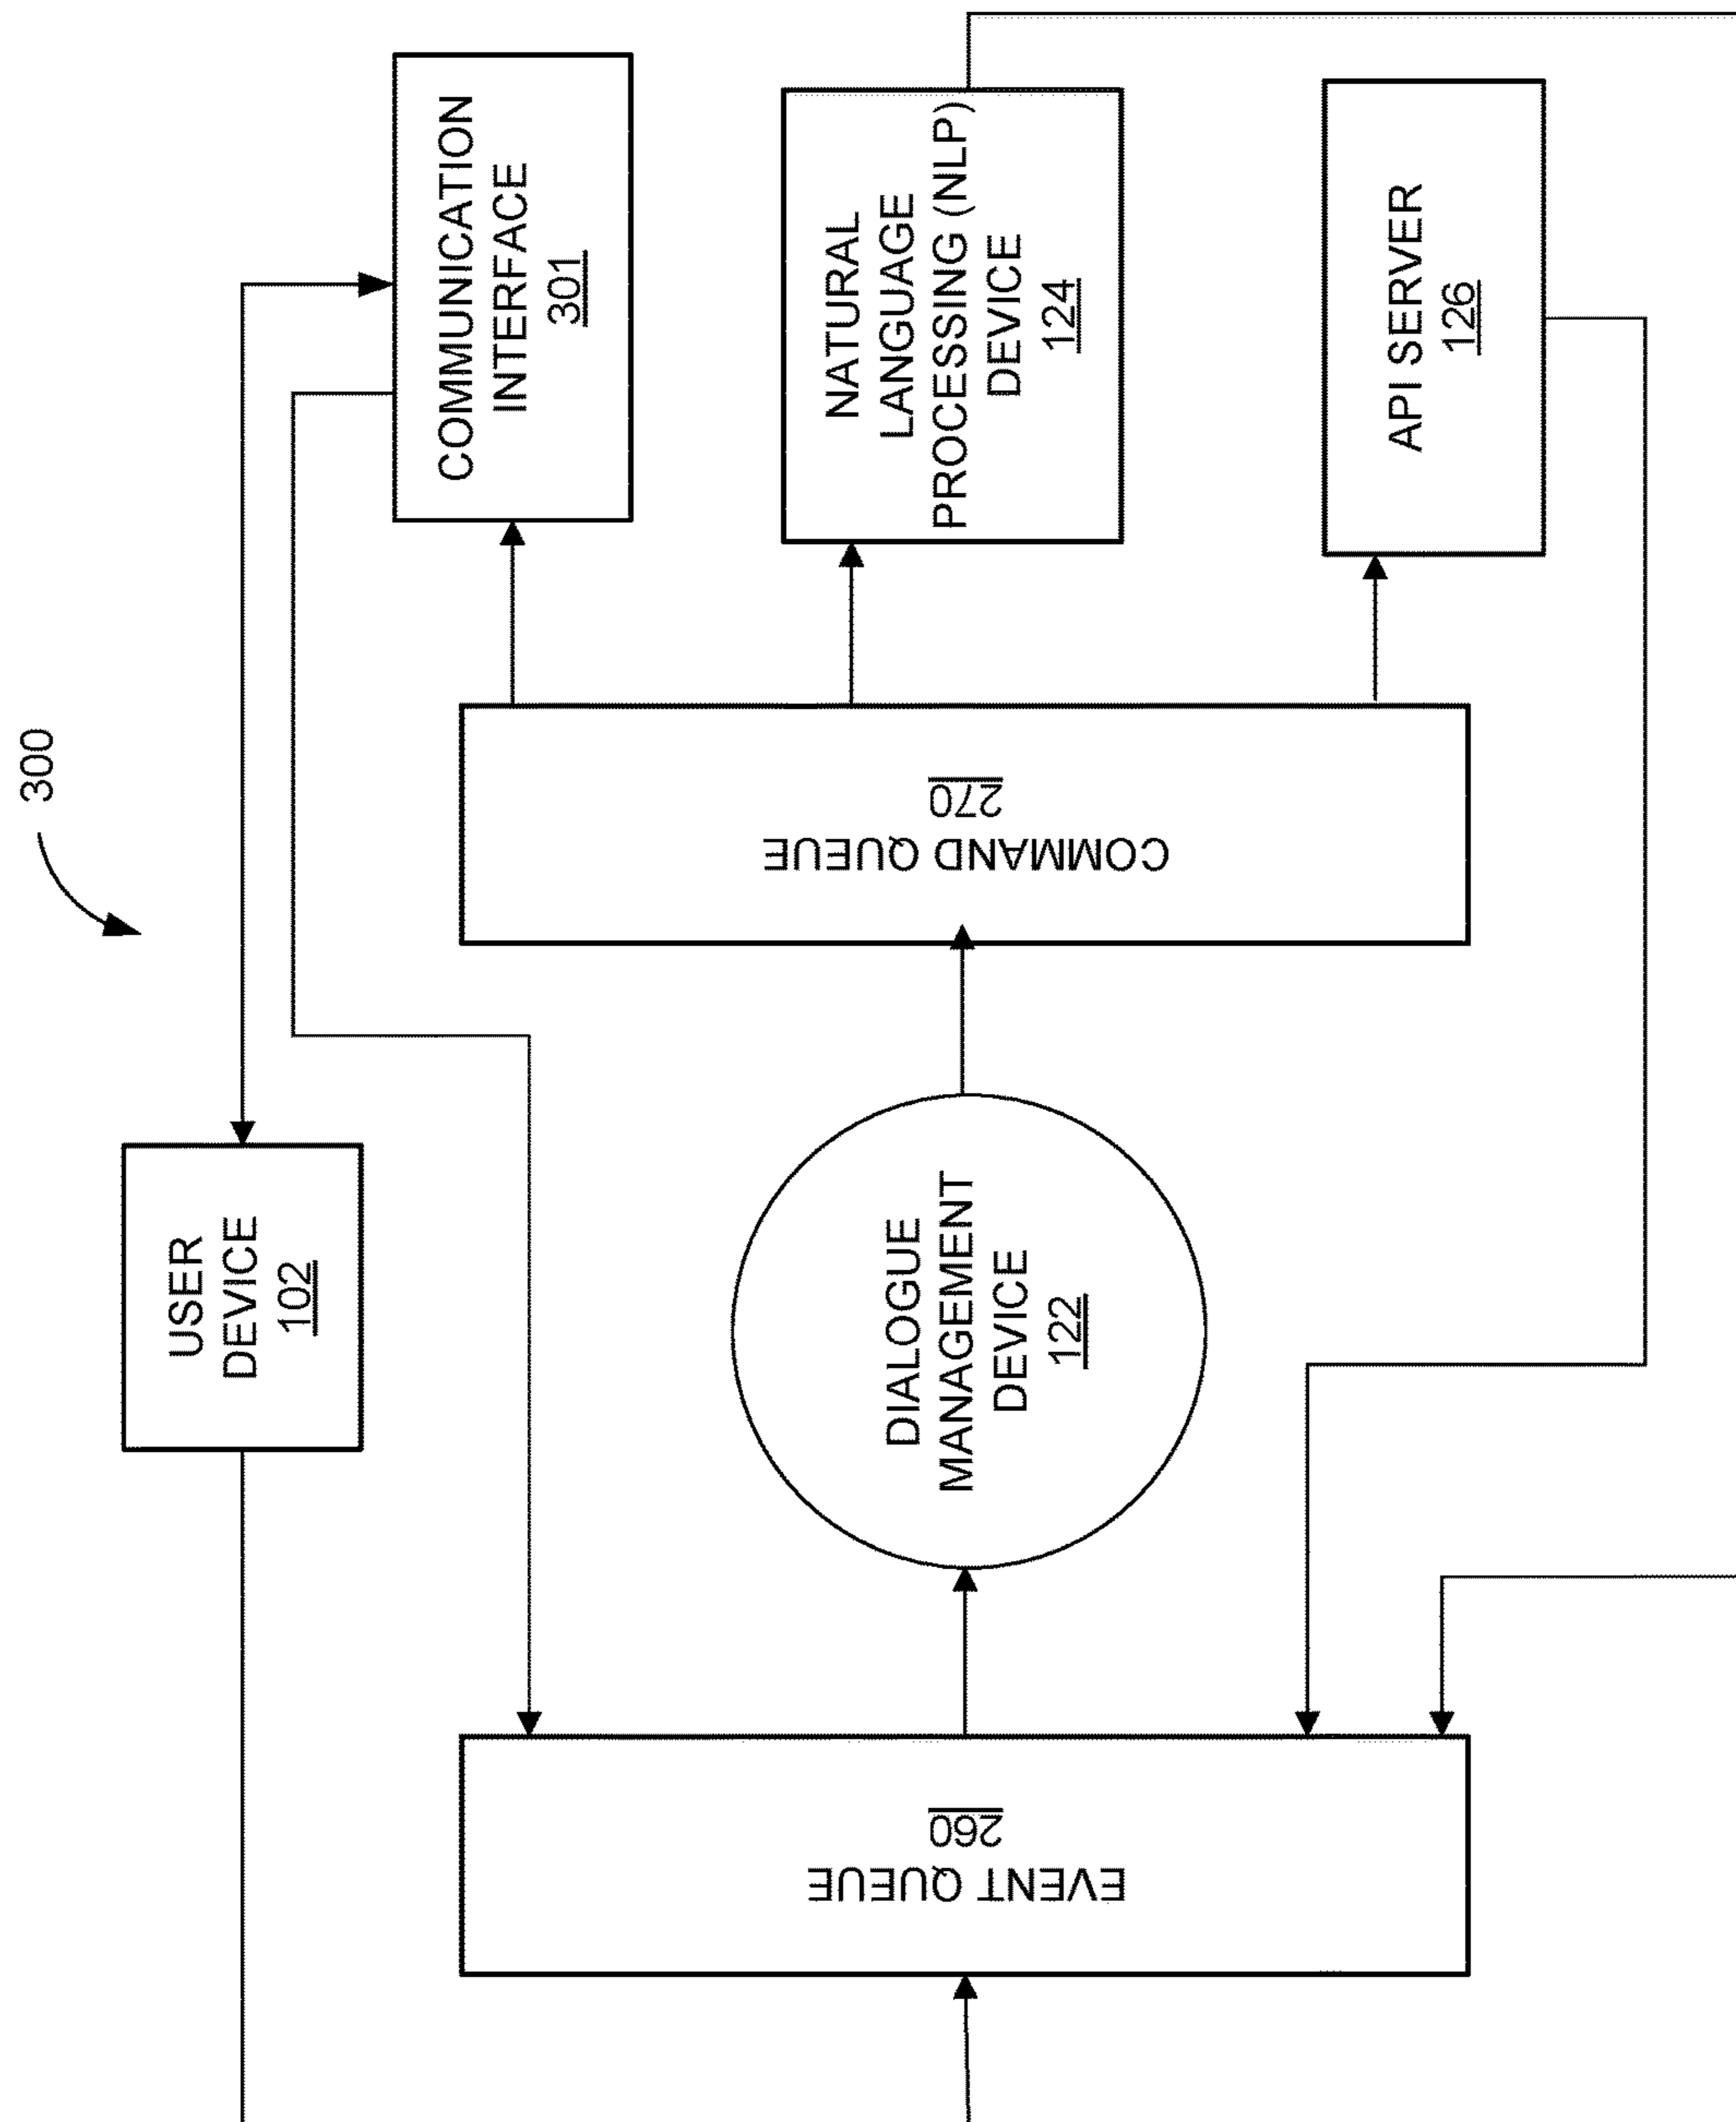 300
USER
DEVICE
102
COMMUNICATION
INTERFACE
301
EVENT QUEUE
260
DIALOGUE
MANAGEMENT
DEVICE
122
COMMAND QUEUE
270
NATURAL
LANGUAGE
PROCESSING (NLP)
DEVICE
124
API SERVER
126